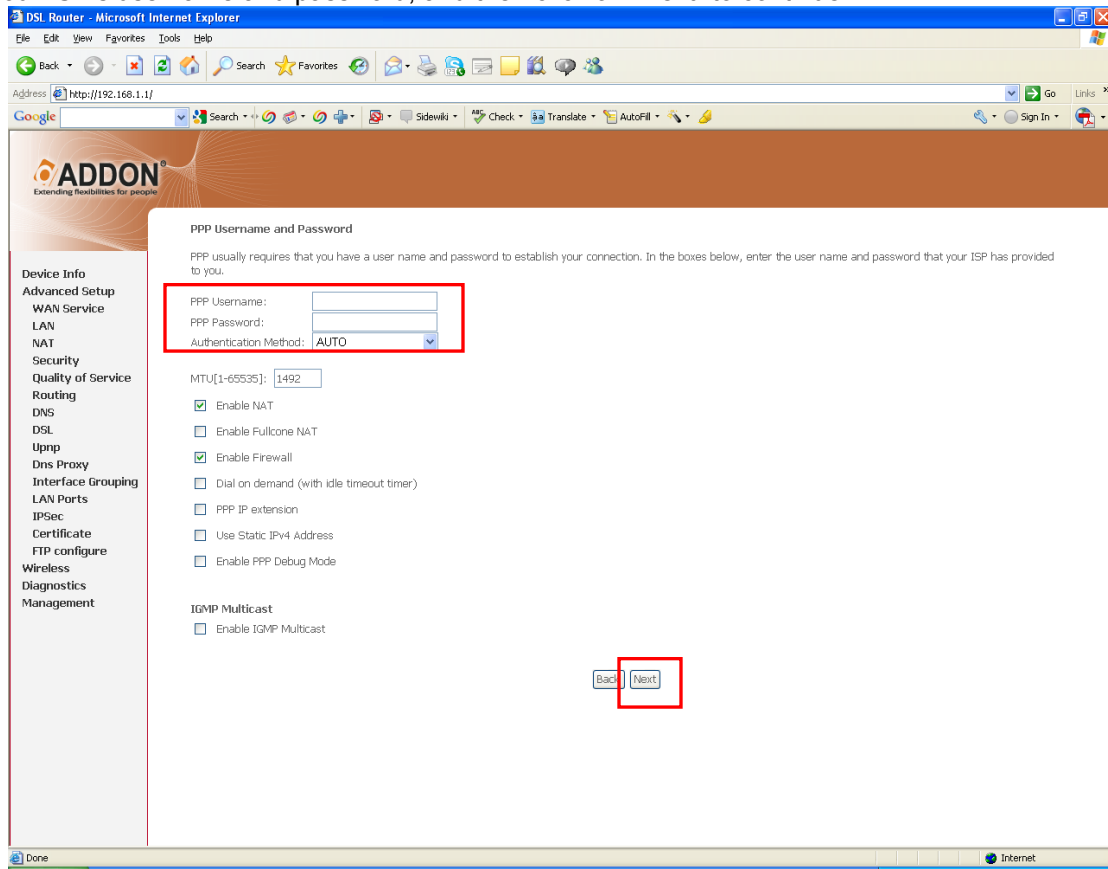 DSL Router - Microsoft Internet Explorer
File Edit View Favorites Tools Help
Back Search Favorites
Address http://192.168.1.1/ Go Links
Google Search Sidewiki Check Translate AutoFill Sign In
ADDON®
Extending flexibilities for people
PPP Username and Password
PPP usually requires that you have a user name and password to establish your connection. In the boxes below, enter the user name and password that your ISP has provided
to you.
PPP Username:
PPP Password:
Authentication Method: AUTO
MTU[1-65535]: 1492
Enable NAT
Enable Fullcone NAT
Enable Firewall
Dial on demand (with idle timeout timer)
PPP IP extension
Use Static IPv4 Address
Enable PPP Debug Mode
IGMP Multicast
Enable IGMP Multicast
Back Next
Device Info
Advanced Setup
WAN Service
LAN
NAT
Security
Quality of Service
Routing
DNS
DSL
Upnp
Dns Proxy
Interface Grouping
LAN Ports
IPSec
Certificate
FTP configure
Wireless
Diagnostics
Management
Done Internet